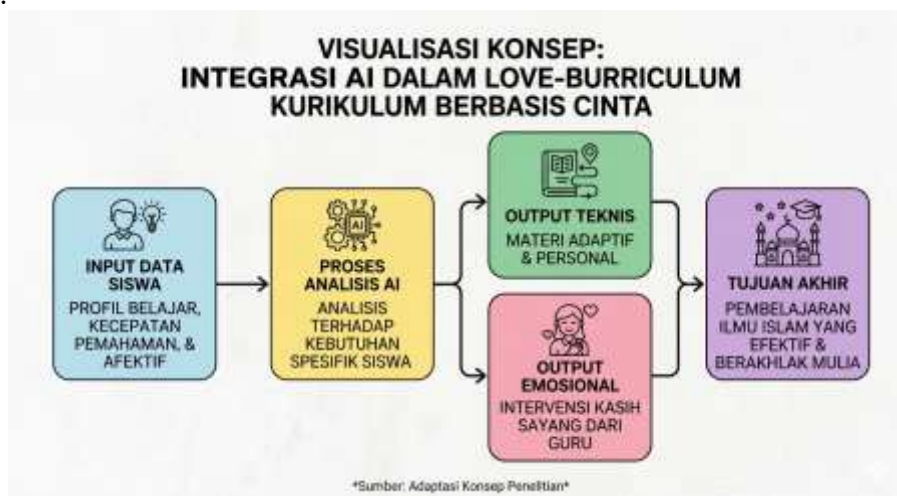 VISUALISASI KONSEP:
INTEGRASI AI DALAM LOVE-BURRICULUM
KURIKULUM BERBASIS CINTA
INPUT DATA
SISWA
PROFIL BELAJAR,
KECEPATAN
PEMAHAMAN, &
AFEKTIF
AI
PROSES
ANALISIS AI
ANALISIS
TERHADAP
KEBUTUHAN
SPESIFIK SISWA
OUTPUT TEKNIS
MATERI ADAPTIF
& PERSONAL
OUTPUT
EMOSIONAL
INTERVENSI KASIH
SAYANG DARI
GURU
TUJUAN AKHIR
PEMBELAJARAN
ILMU ISLAM YANG
EFEKTIF &
BERAKHLAK MULIA
*Sumber: Adaptasi Konsep Penelitian*